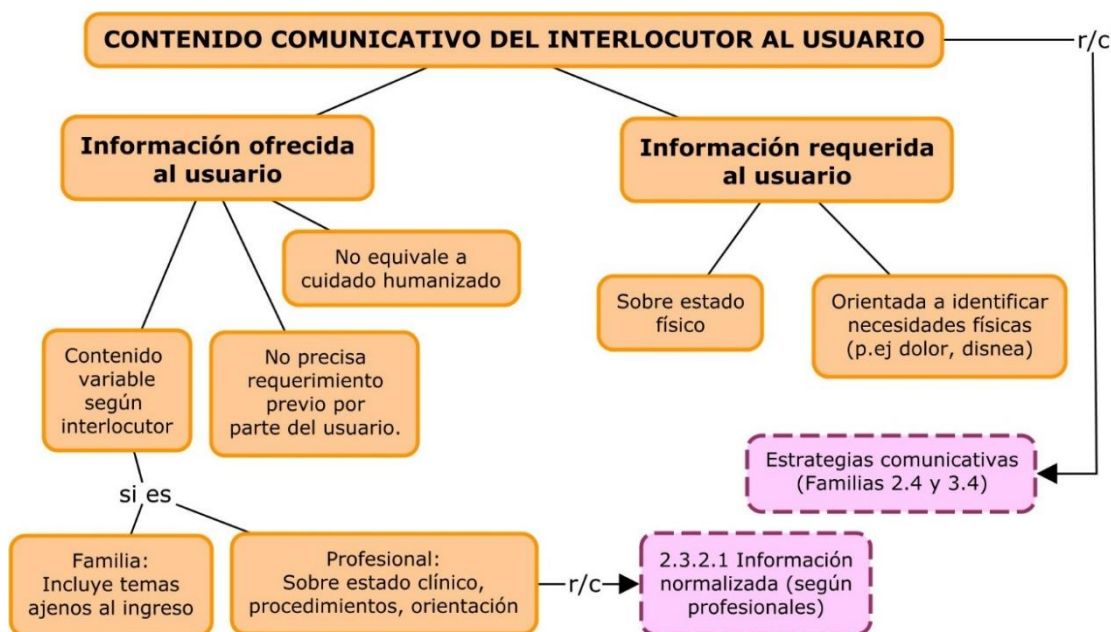 CONTENIDO COMUNICATIVO DEL INTERLOCUTOR AL USUARIO
r/c
Información ofrecida
al usuario
Información requerida
al usuario
No equivale a
cuidado humanizado
Sobre estado
físico
Orientada a identificar
necesidades físicas
(p.ej dolor, disnea)
Contenido
variable
según
interlocutor
No precisa
requerimiento
previo por
parte del usuario.
Estrategias comunicativas
(Familias 2.4 y 3.4)
si es
Familia:
Incluye temas
ajenos al ingreso
Profesional:
Sobre estado clínico,
procedimientos, orientación
r/c
2.3.2.1 Información
normalizada (según
profesionales)